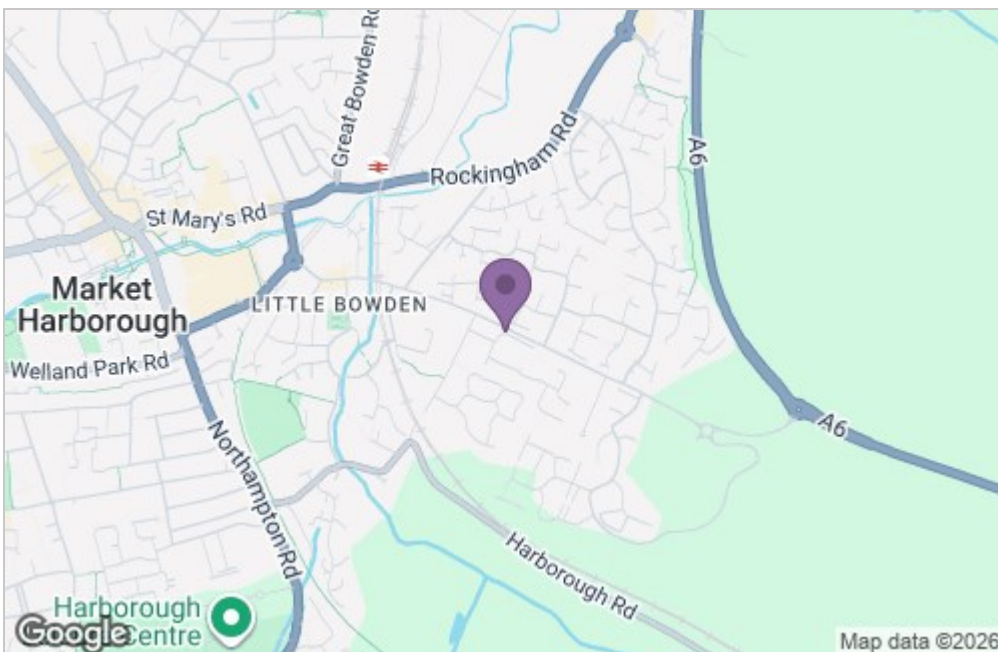 Great Bowden Rd
Rockingham Rd
A6
St Mary's Rd
Market
Harborough
LITTLE BOWDEN
Welland Park Rd
A6
Northampton Rd
Harborough Rd
Harborough
Centre
Google
Map data ©2026